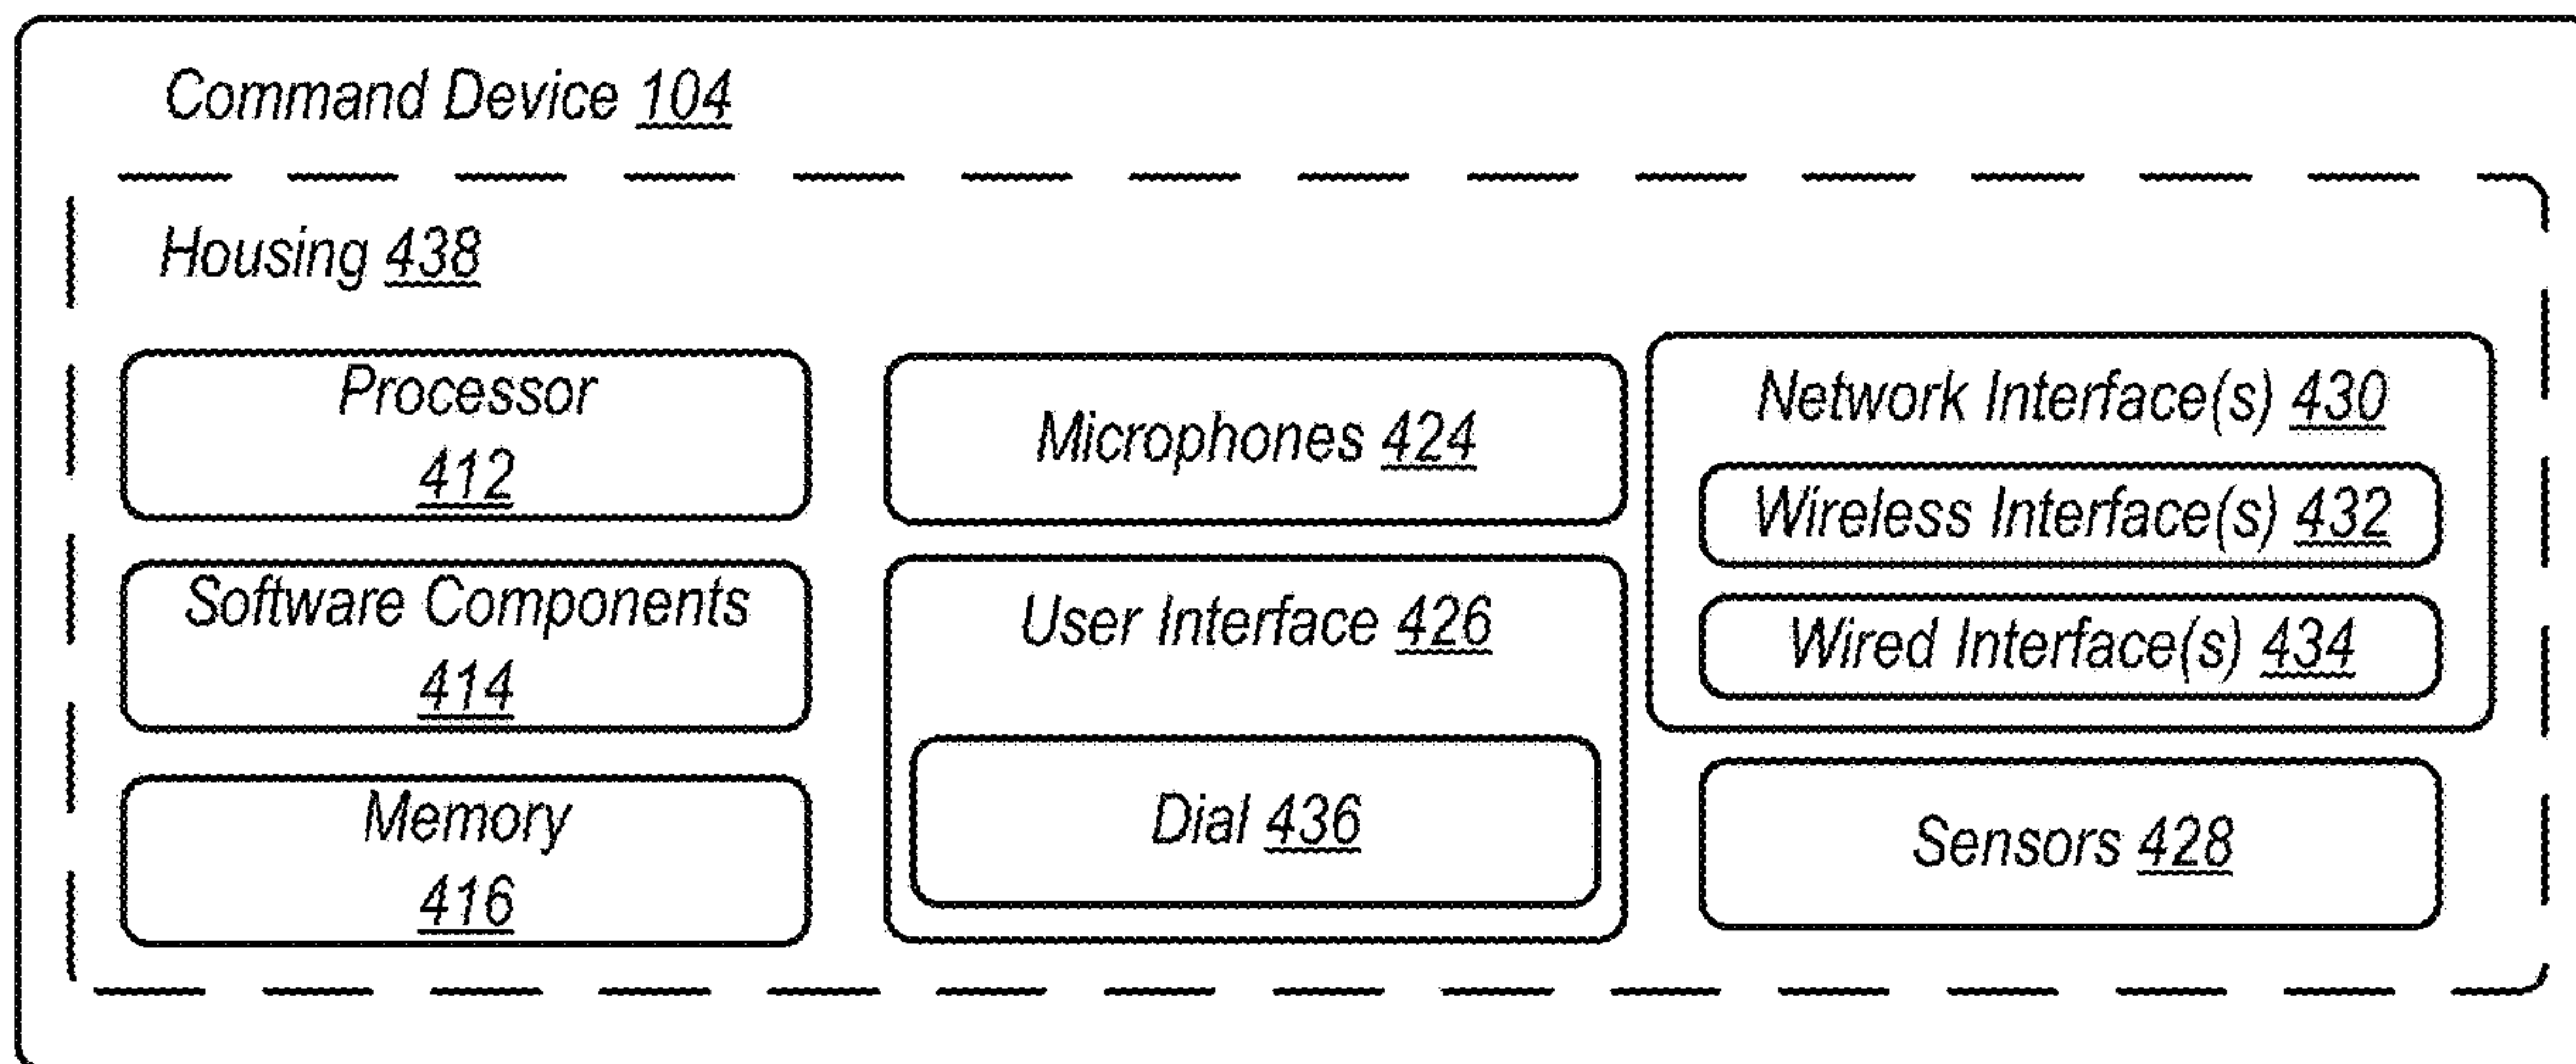 Command Device 104
Housing 438
Processor
412
Software Components
414
Memory
416
Microphones 424
User Interface 426
Dial 436
Network Interface(s) 430
Wireless Interface(s) 432
Wired Interface(s) 434
Sensors 428